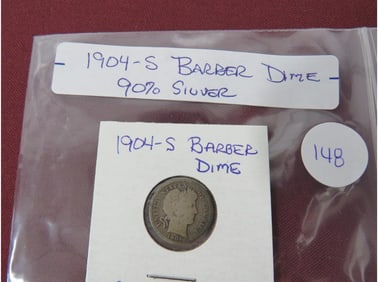 1904-S BARBER DIME
90% SILVER
1904-S BARBER
DIME
148